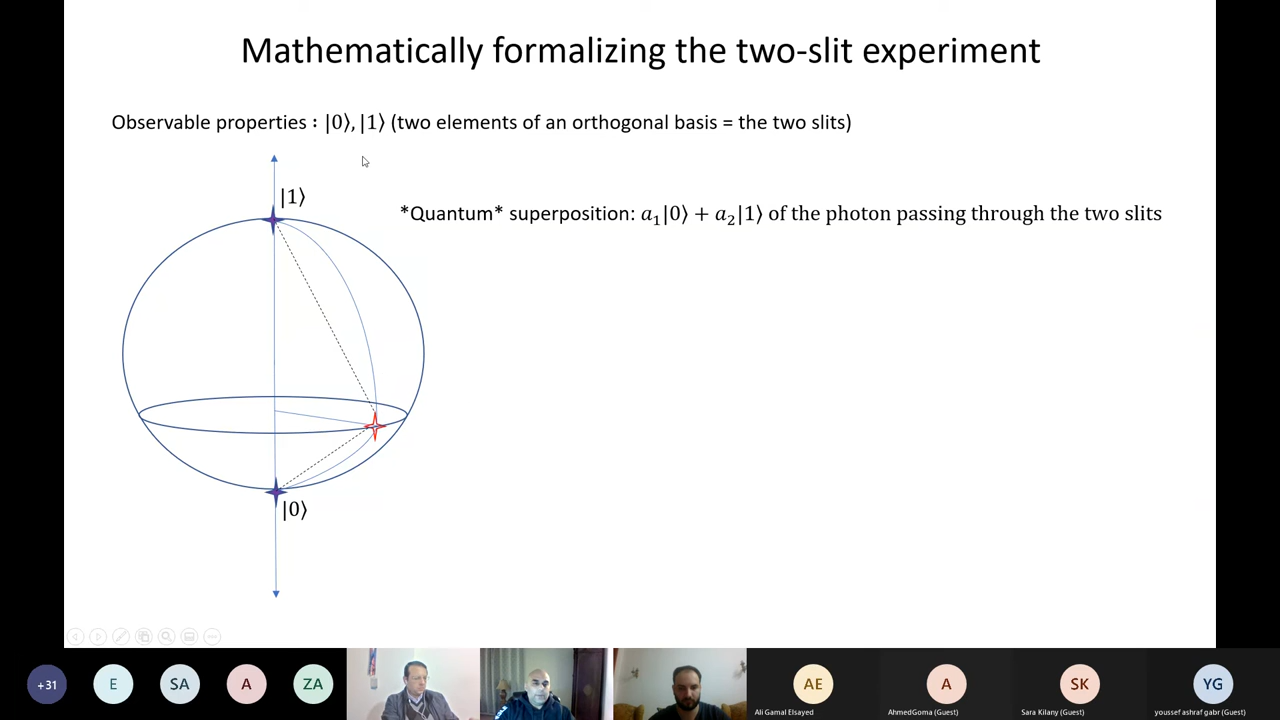 Mathematically formalizing the two-slit experiment
Observable properties : |0⟩, |1⟩ (two elements of an orthogonal basis = the two slits)
|1⟩
*Quantum* superposition: a₁|0⟩ + a₂|1⟩ of the photon passing through the two slits
|0⟩
+31
E
SA
A
ZA
AE
A
SK
YG
Ali Gamal Elsayed
AhmedGoma (Guest)
Sara Kilany (Guest)
youssef ashraf gabr (Guest)